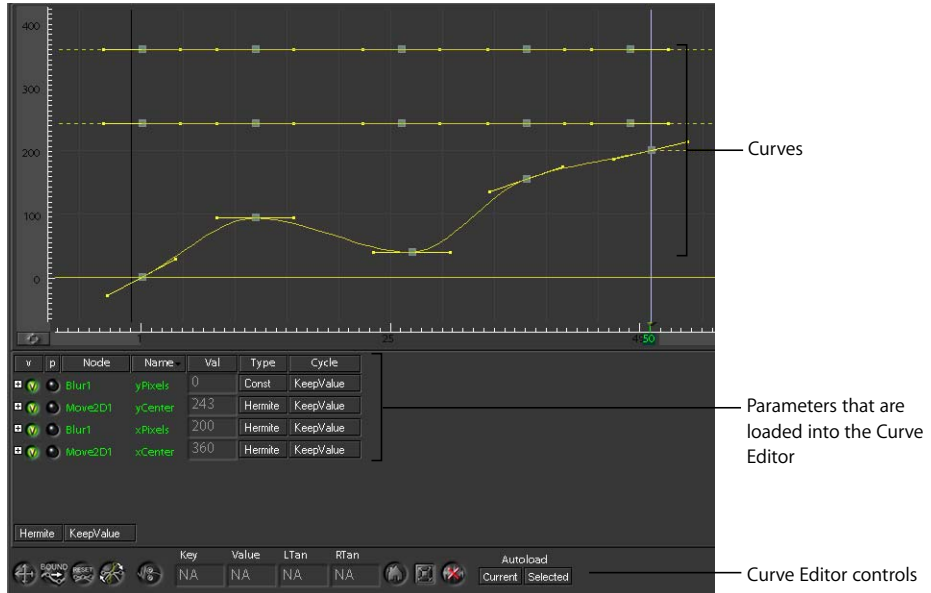 400
300
200
100
0
1
25
4950
Curves
v p Node Name Val Type Cycle
V Blur1 yPixels 0 Const KeepValue
V Move2D1 yCenter 243 Hermite KeepValue
V Blur1 xPixels 200 Hermite KeepValue
V Move2D1 xCenter 360 Hermite KeepValue
Parameters that are
loaded into the Curve
Editor
Hermite KeepValue
Key Value LTan RTan
BOUND RESET NA NA NA NA
Autoload
Current Selected
Curve Editor controls